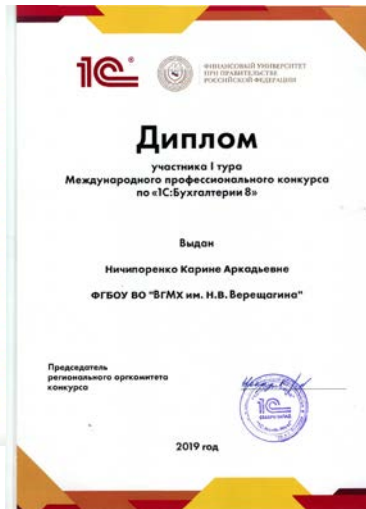 1С®
ФИНАНСОВЫЙ УНИВЕРСИТЕТ
ПРИ ПРАВИТЕЛЬСТВЕ
РОССИЙСКОЙ ФЕДЕРАЦИИ
Диплом
участника I тура
Международного профессионального конкурса
по «1С:Бухгалтерии 8»
Выдан
Ничипоренко Карине Аркадьевне
ФГБОУ ВО "ВГМХ им. Н.В. Верещагина"
Председатель
регионального оргкомитета
конкурса
1С
2019 год